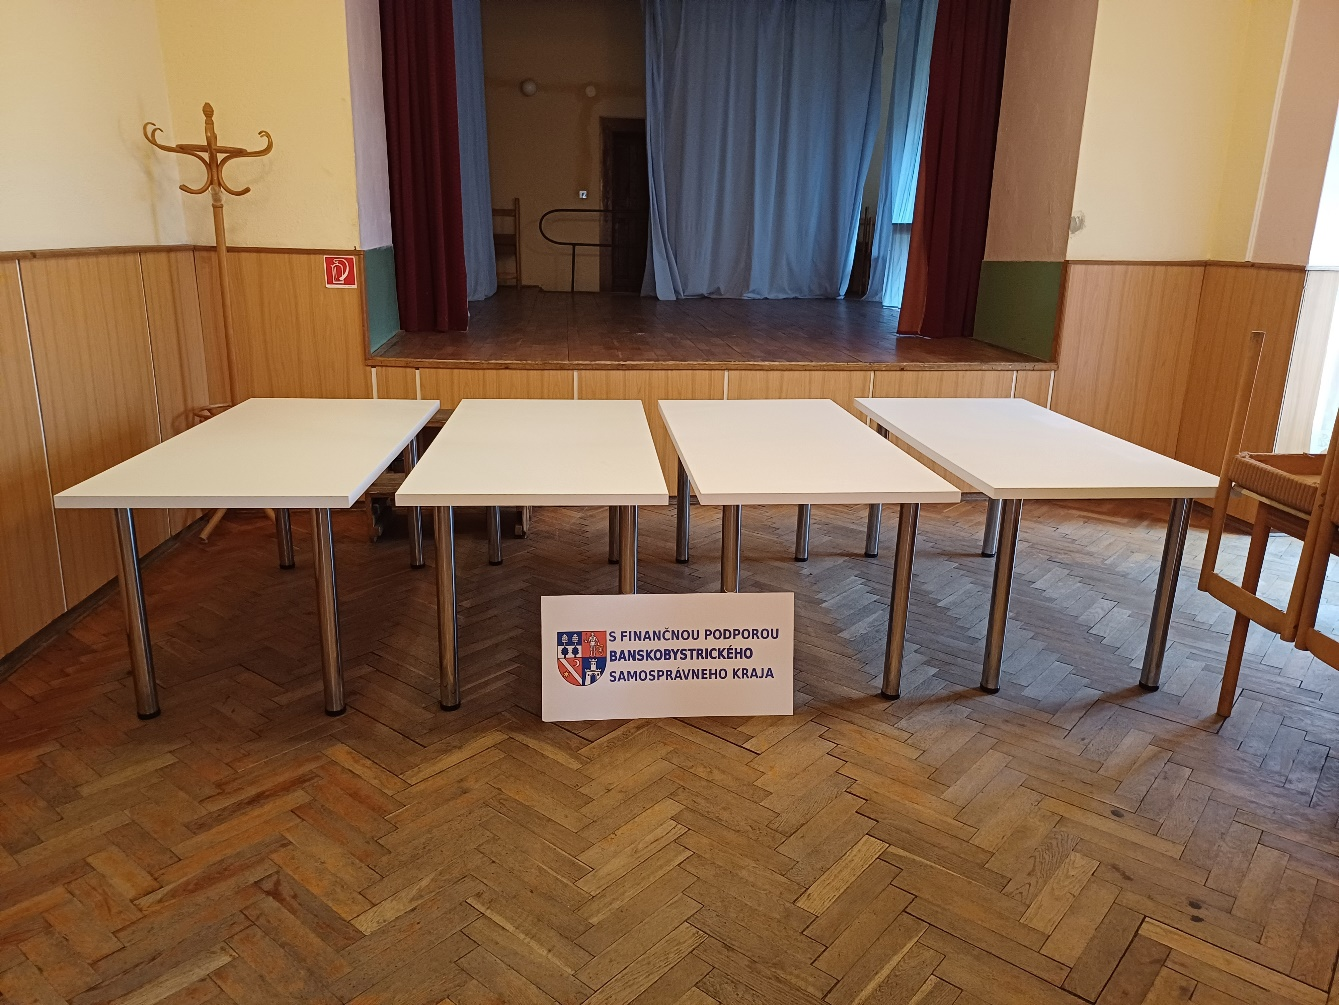 S FINANČNOU PODPOROU
BANSKOBYSTRICKÉHO
SAMOSPRÁVNEHO KRAJA